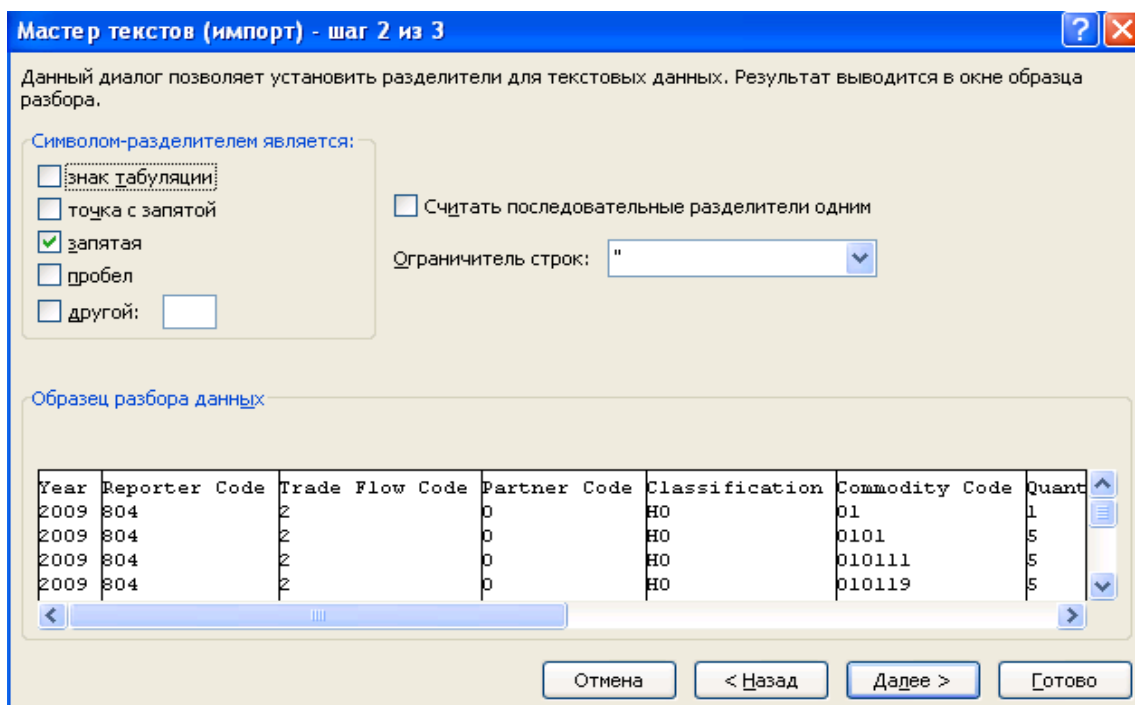 Мастер текстов (импорт) - шаг 2 из 3
Данный диалог позволяет установить разделители для текстовых данных. Результат выводится в окне образца
разбора.
Символом-разделителем является:
знак табуляции
точка с запятой
запятая
пробел
другой:
Считать последовательные разделители одним
Ограничитель строк: "
Образец разбора данных
Year Reporter Code Trade Flow Code Partner Code Classification Commodity Code Quant
2009 804 2 0 H0 01 1
2009 804 2 0 H0 0101 5
2009 804 2 0 H0 010111 5
2009 804 2 0 H0 010119 5
Отмена < Назад Далее > Готово